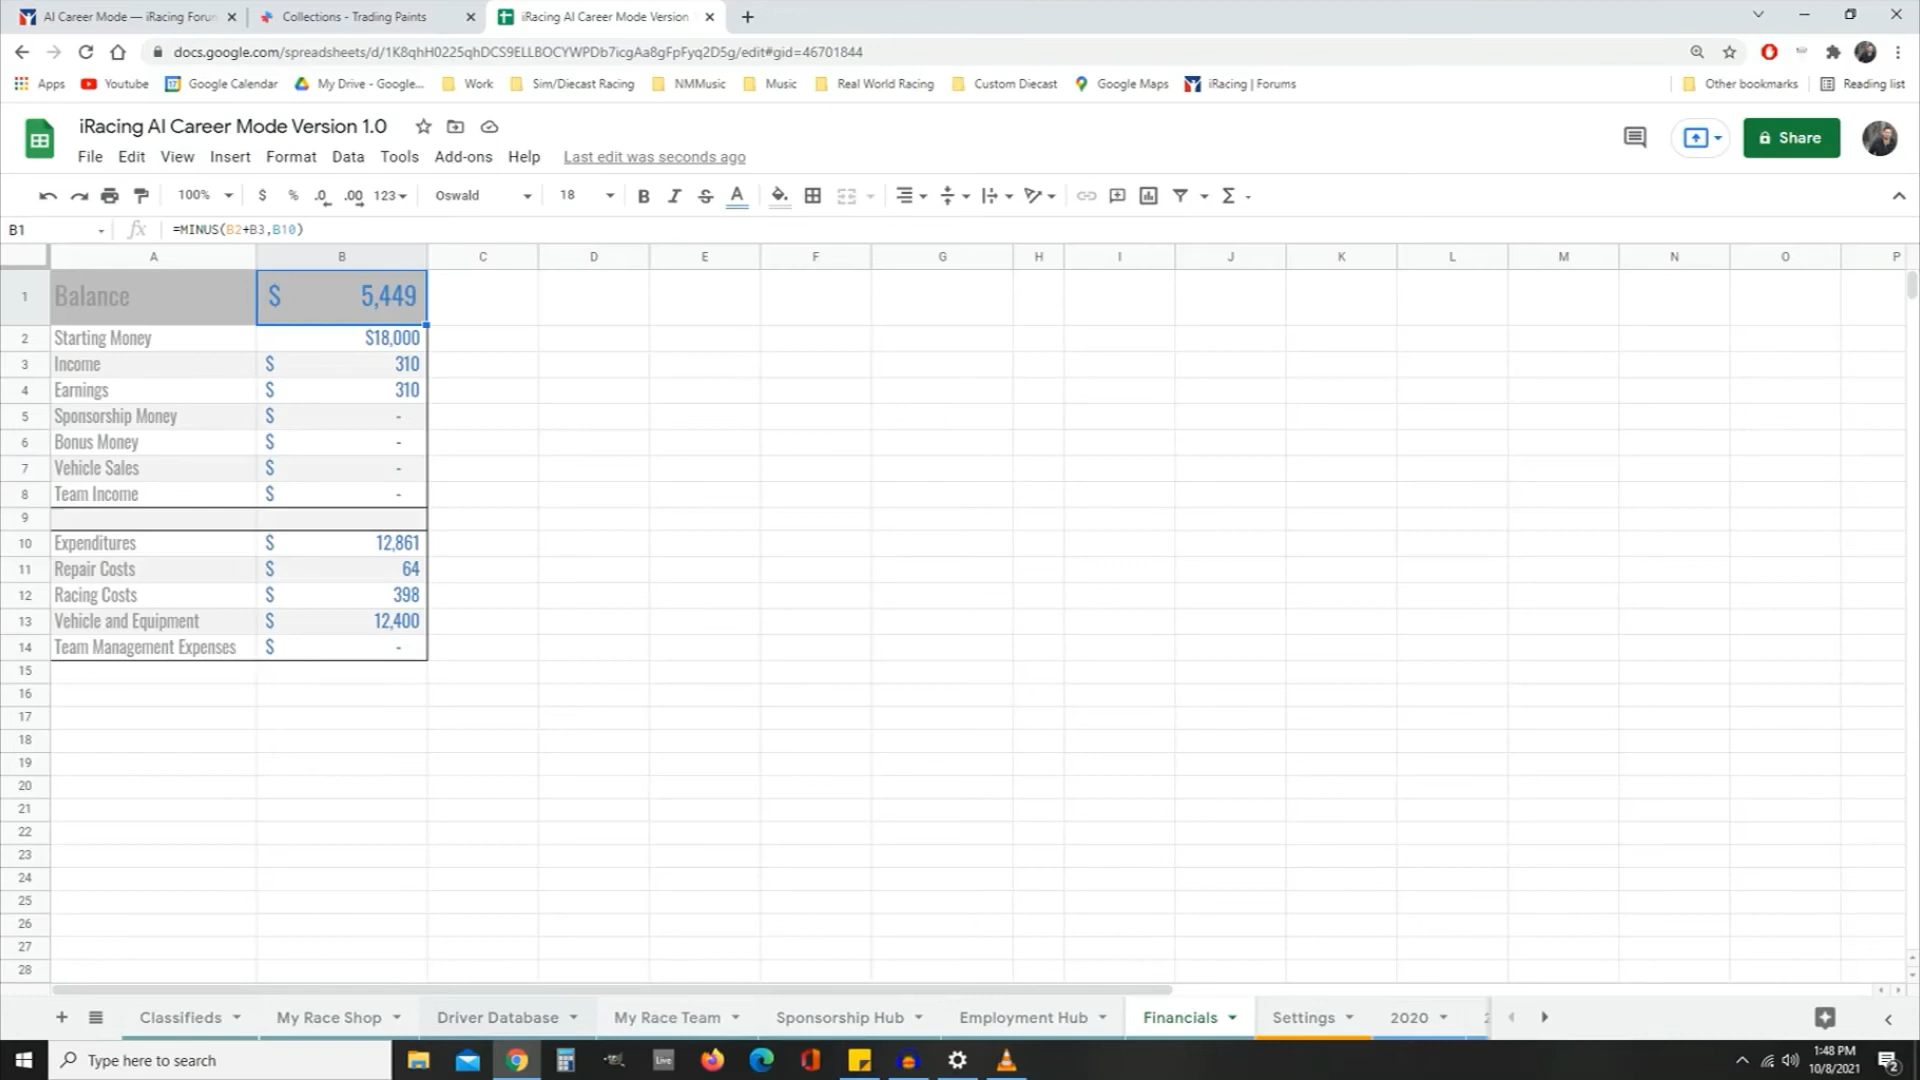 AI Career Mode — iRacing Forun
Collections - Trading Paints
iRacing AI Career Mode Version
docs.google.com/spreadsheets/d/1K8qhH0225qhDCS9ELLBOCYWPDb7icgAa8gFpFyq2D5g/edit#gid=46701844
Apps Youtube Google Calendar My Drive - Google... Work Sim/Diecast Racing NMMusic Music Real World Racing Custom Diecast Google Maps iRacing | Forums Other bookmarks Reading list
iRacing AI Career Mode Version 1.0
File Edit View Insert Format Data Tools Add-ons Help Last edit was seconds ago
Share
100% $ % .0 .00 123 Oswald 18 B I S A Σ
B1 fx =MINUS(B2+B3,B10)
A B C D E F G H I J K L M N O P
1 Balance $ 5,449
2 Starting Money $18,000
3 Income $ 310
4 Earnings $ 310
5 Sponsorship Money $ -
6 Bonus Money $ -
7 Vehicle Sales $ -
8 Team Income $ -
9
10 Expenditures $ 12,861
11 Repair Costs $ 64
12 Racing Costs $ 398
13 Vehicle and Equipment $ 12,400
14 Team Management Expenses $ -
15
16
17
18
19
20
21
22
23
24
25
26
27
28
Classifieds My Race Shop Driver Database My Race Team Sponsorship Hub Employment Hub Financials Settings 2020
Type here to search
Live
1:48 PM
10/8/2021
2